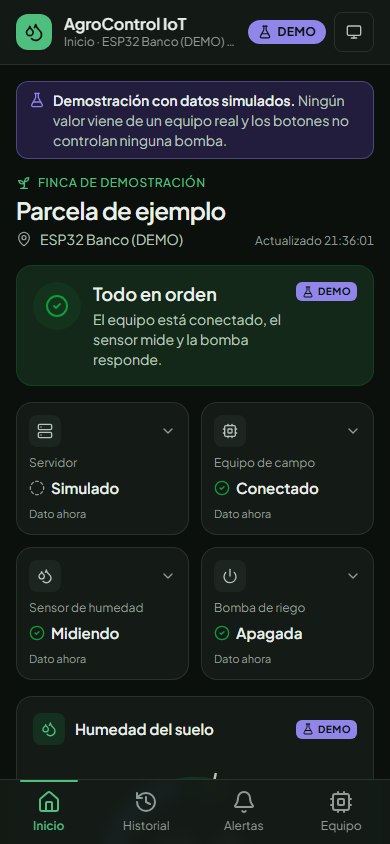 AgroControl IoT
Inicio · ESP32 Banco (DEMO) ...
DEMO
Demostración con datos simulados. Ningún
valor viene de un equipo real y los botones no
controlan ninguna bomba.
FINCA DE DEMOSTRACIÓN
Parcela de ejemplo
ESP32 Banco (DEMO)
Actualizado 21:36:01
Todo en orden
DEMO
El equipo está conectado, el
sensor mide y la bomba
responde.
Servidor
Simulado
Dato ahora
Equipo de campo
Conectado
Dato ahora
Sensor de humedad
Midiendo
Dato ahora
Bomba de riego
Apagada
Dato ahora
Humedad del suelo
DEMO
Inicio
Historial
Alertas
Equipo